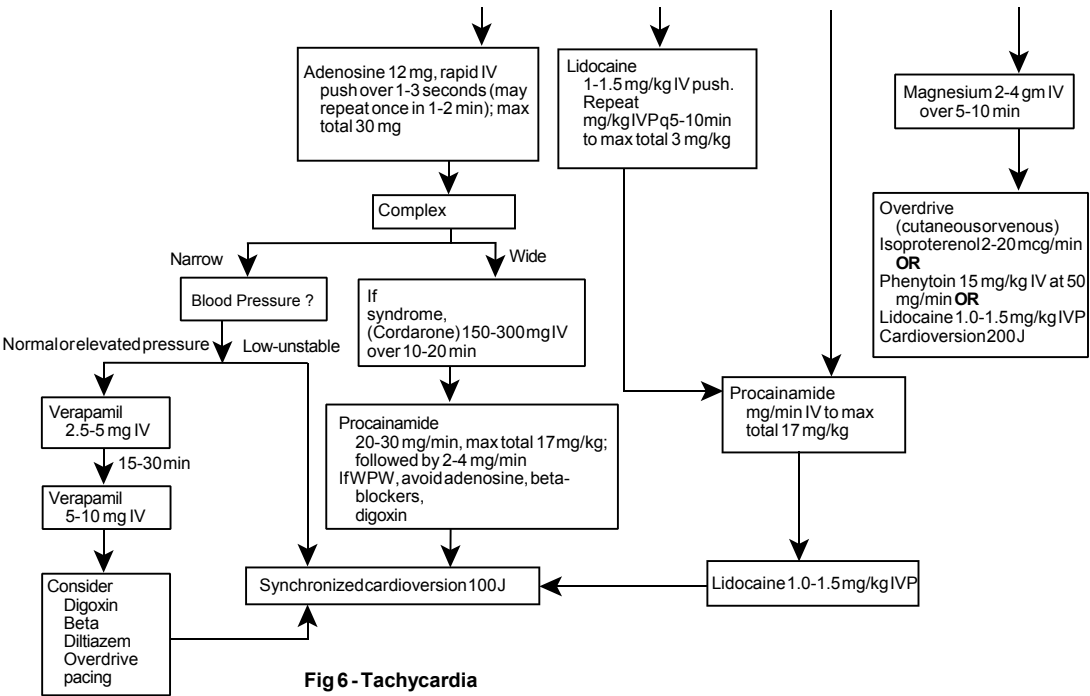 Adenosine 12 mg, rapid IV
push over 1-3 seconds (may
repeat once in 1-2 min); max
total 30 mg
Lidocaine
1-1.5 mg/kg IV push.
Repeat
mg/kg IVP q5-10min
to max total 3 mg/kg
Magnesium 2-4 gm IV
over 5-10 min
Complex
Narrow
Wide
Overdrive
(cutaneous or venous)
Isoproterenol 2-20 mcg/min
OR
Phenytoin 15 mg/kg IV at 50
mg/min OR
Lidocaine 1.0-1.5 mg/kg IVP
Cardioversion 200J
Blood Pressure ?
If
syndrome,
(Cordarone) 150-300 mg IV
over 10-20 min
Normal or elevated pressure
Low-unstable
Verapamil
2.5-5 mg IV
15-30 min
Verapamil
5-10 mg IV
Procainamide
20-30 mg/min, max total 17 mg/kg;
followed by 2-4 mg/min
If WPW, avoid adenosine, beta-
blockers,
digoxin
Procainamide
mg/min IV to max
total 17 mg/kg
Consider
Digoxin
Beta
Diltiazem
Overdrive
pacing
Synchronized cardioversion 100J
Lidocaine 1.0-1.5 mg/kg IVP
Fig 6 - Tachycardia